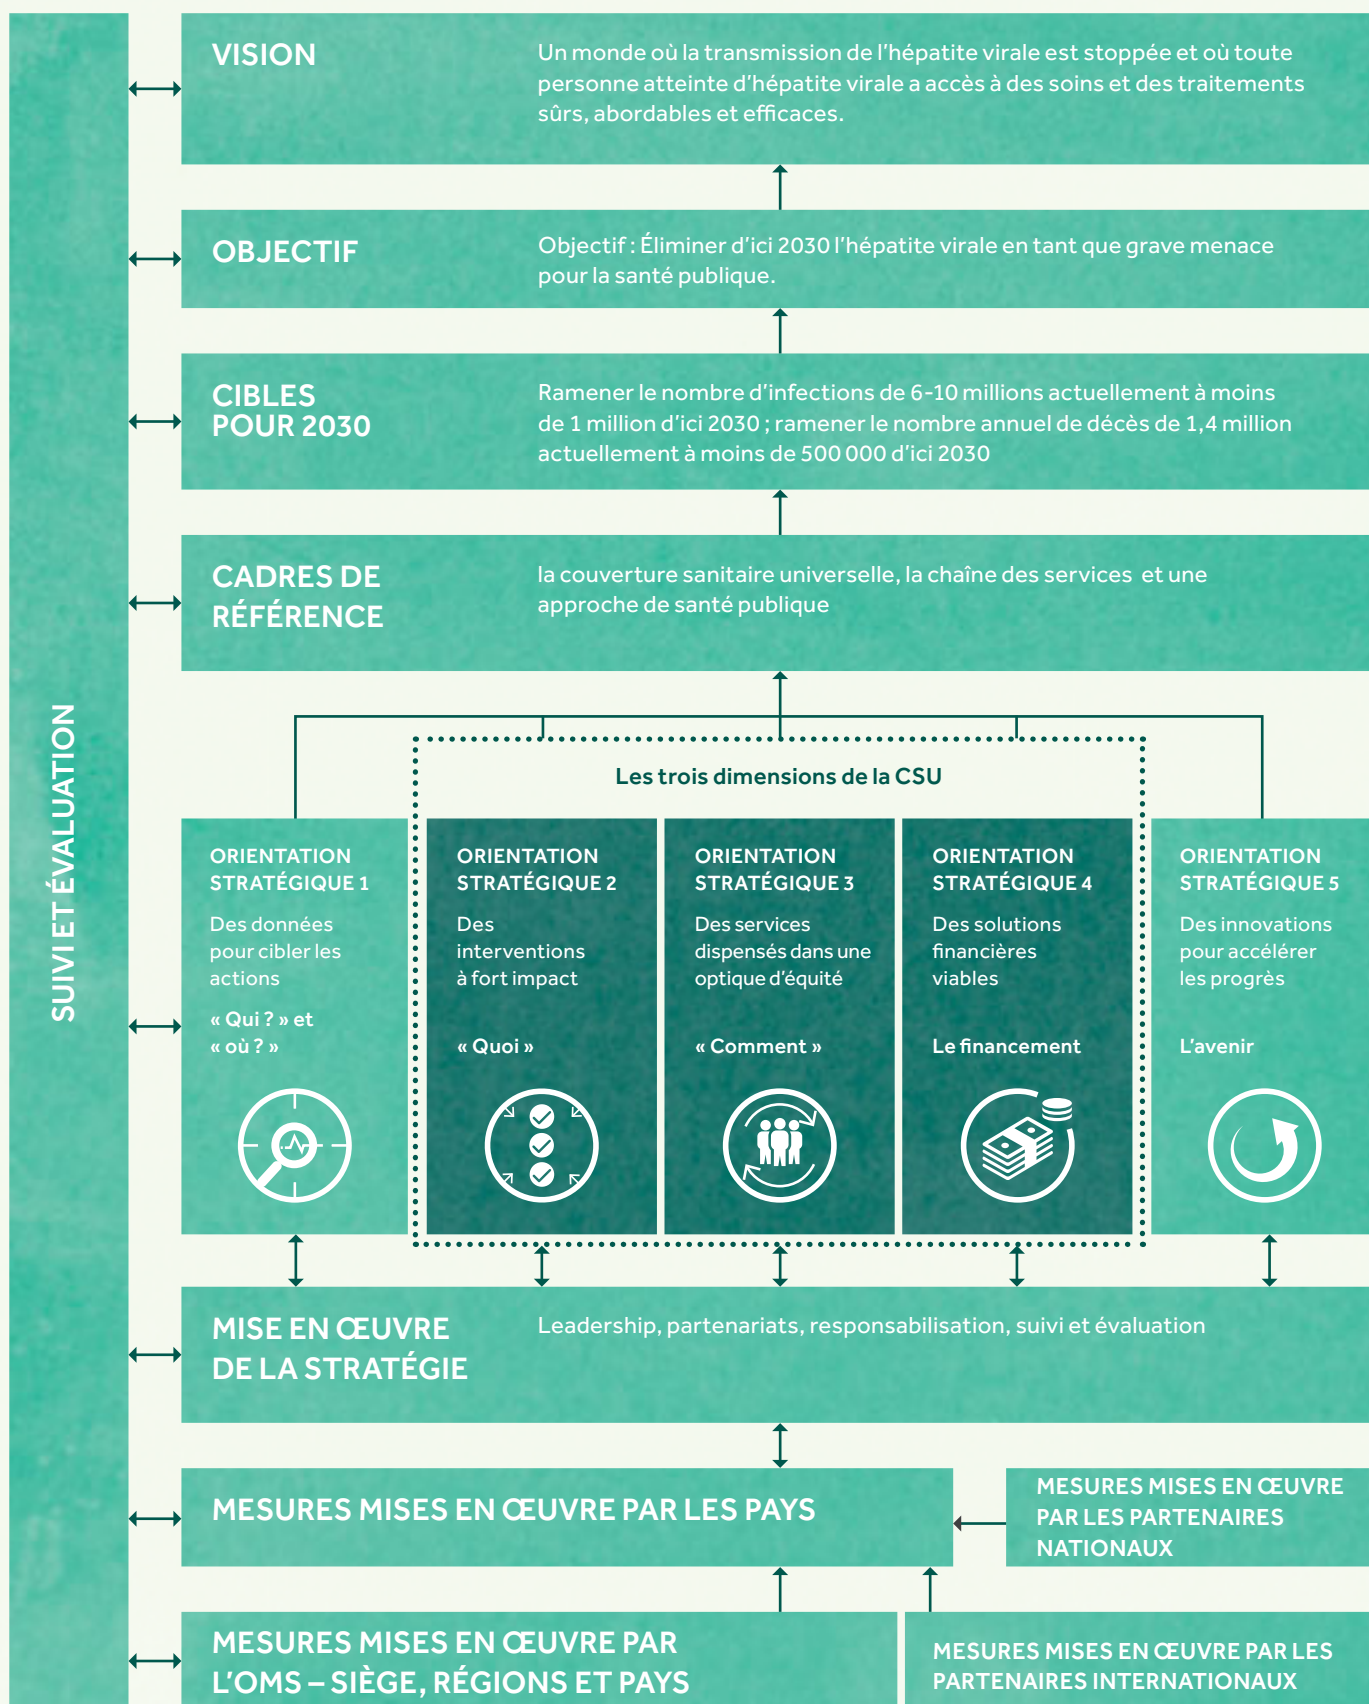 VISION
Un monde où la transmission de l’hépatite virale est stoppée et où toute
personne atteinte d’hépatite virale a accès à des soins et des traitements
sûrs, abordables et efficaces.
OBJECTIF
Objectif : Éliminer d’ici 2030 l’hépatite virale en tant que grave menace
pour la santé publique.
CIBLES
POUR 2030
Ramener le nombre d’infections de 6-10 millions actuellement à moins
de 1 million d’ici 2030 ; ramener le nombre annuel de décès de 1,4 million
actuellement à moins de 500 000 d’ici 2030
CADRES DE
RÉFÉRENCE
la couverture sanitaire universelle, la chaîne des services et une
approche de santé publique
SUIVI ET ÉVALUATION
Les trois dimensions de la CSU
ORIENTATION
STRATÉGIQUE 1
Des données
pour cibler les
actions
« Qui ? » et
« où ? »
ORIENTATION
STRATÉGIQUE 2
Des
interventions
à fort impact
« Quoi »
ORIENTATION
STRATÉGIQUE 3
Des services
dispensés dans une
optique d’équité
« Comment »
ORIENTATION
STRATÉGIQUE 4
Des solutions
financières
viables
Le financement
ORIENTATION
STRATÉGIQUE 5
Des innovations
pour accélérer
les progrès
L’avenir
MISE EN ŒUVRE
DE LA STRATÉGIE
Leadership, partenariats, responsabilisation, suivi et évaluation
MESURES MISES EN ŒUVRE PAR LES PAYS
MESURES MISES EN ŒUVRE
PAR LES PARTENAIRES
NATIONAUX
MESURES MISES EN ŒUVRE PAR
L’OMS – SIÈGE, RÉGIONS ET PAYS
MESURES MISES EN ŒUVRE PAR LES
PARTENAIRES INTERNATIONAUX